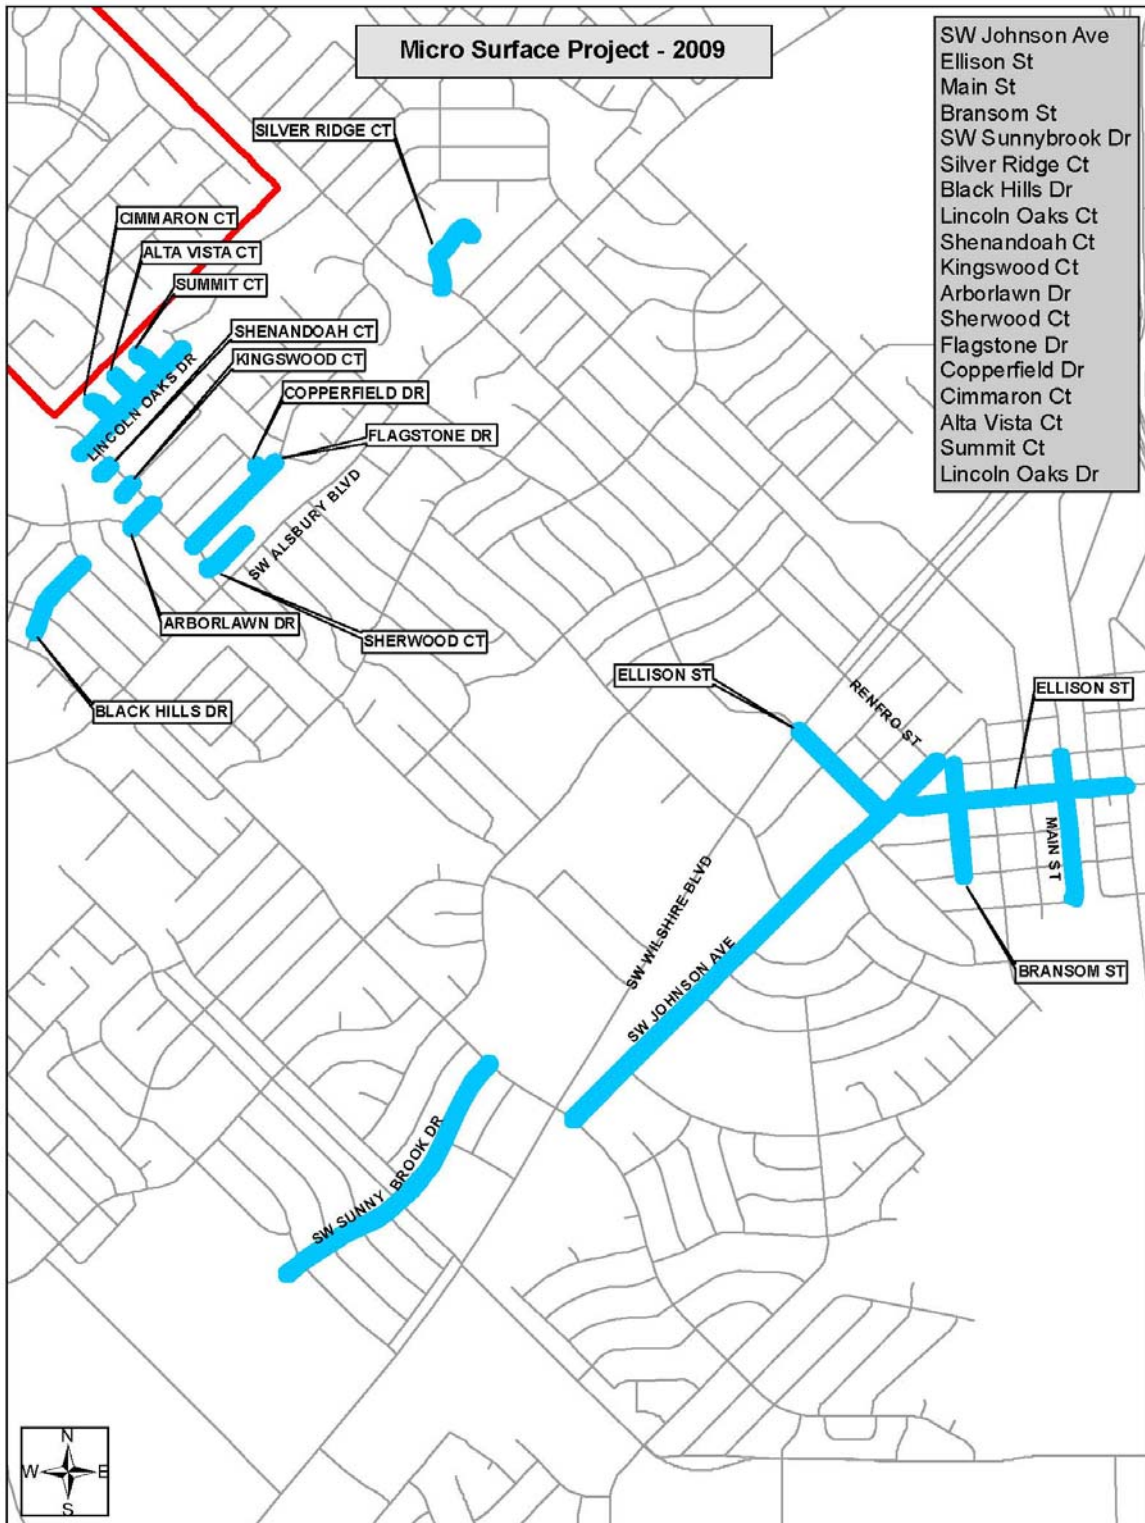 Micro Surface Project - 2009
SW Johnson Ave
Ellison St
Main St
Bransom St
SW Sunnybrook Dr
Silver Ridge Ct
Black Hills Dr
Lincoln Oaks Ct
Shenandoah Ct
Kingswood Ct
Arborlawn Dr
Sherwood Ct
Flagstone Dr
Copperfield Dr
Cimmaron Ct
Alta Vista Ct
Summit Ct
Lincoln Oaks Dr
SILVER RIDGE CT
CIMMARON CT
ALTA VISTA CT
SUMMIT CT
SHENANDOAH CT
KINGSWOOD CT
LINCOLN OAKS DR
COPPERFIELD DR
FLAGSTONE DR
SW ALSBURY BLVD
ARBORLAWN DR
SHERWOOD CT
BLACK HILLS DR
ELLISON ST
RENFRO ST
ELLISON ST
MAIN ST
SW WILSHIRE BLVD
SW JOHNSON AVE
BRANSOM ST
SW SUNNY BROOK DR
N
W E
S